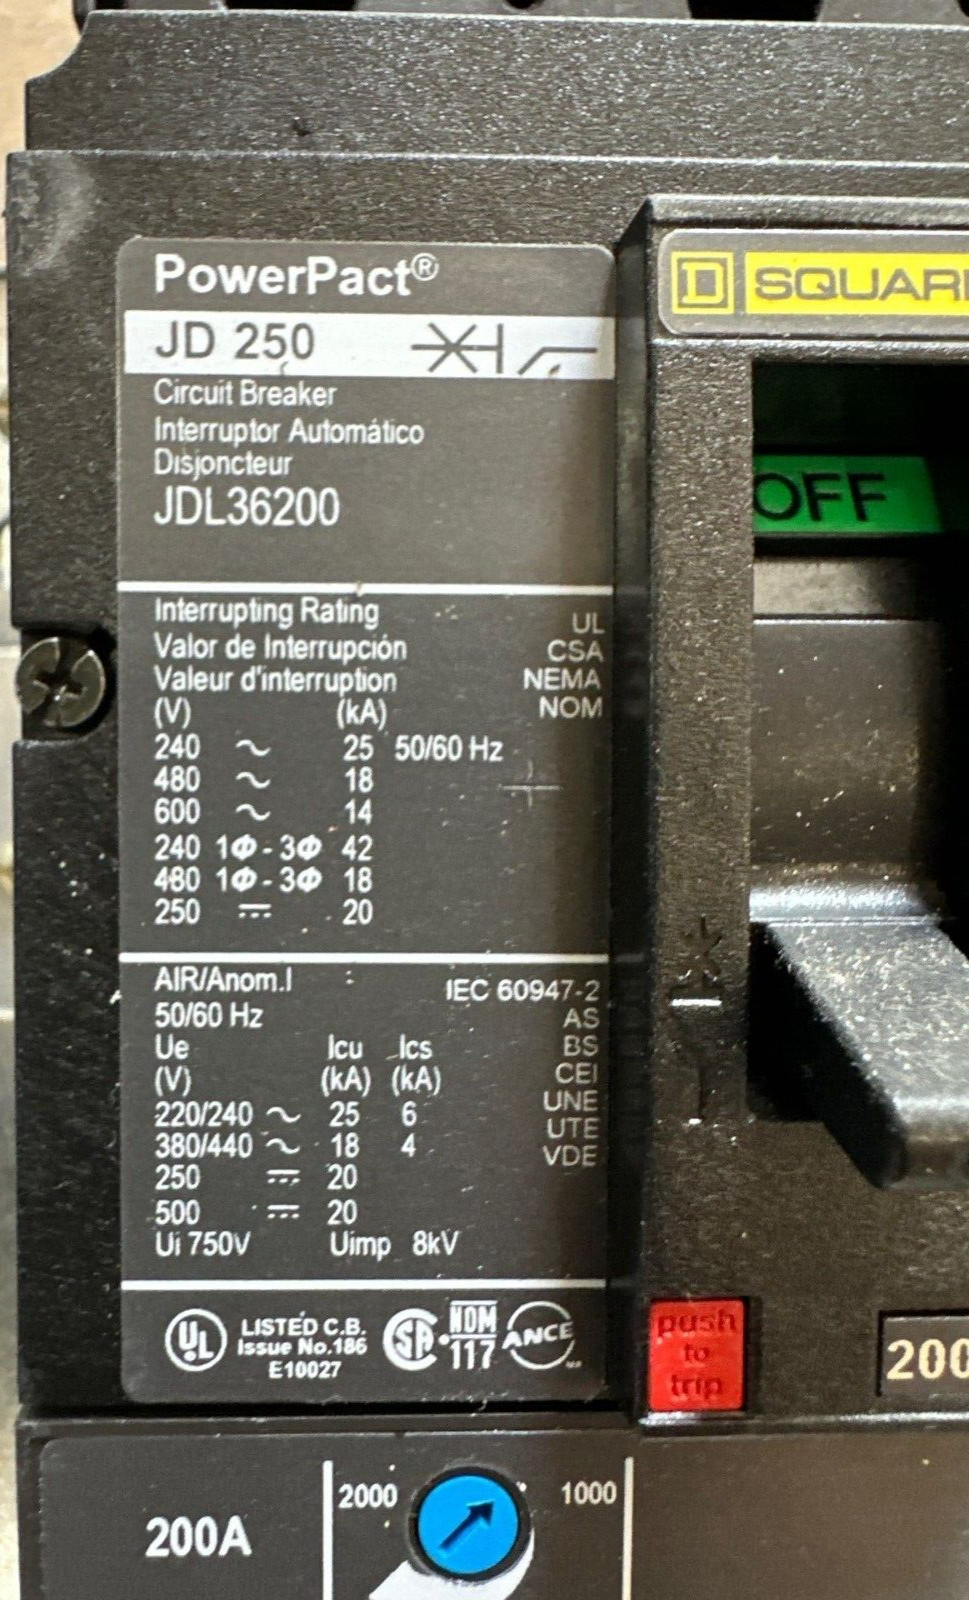 PowerPact®
JD 250
Circuit Breaker
Interruptor Automático
Disjoncteur
JDL36200
Interrupting Rating UL
Valor de Interrupción CSA
Valeur d'interruption NEMA
(V) (kA) NOM
240 ~ 25 50/60 Hz
480 ~ 18
600 ~ 14
240 1Φ - 3Φ 42
480 1Φ - 3Φ 18
250 ⎓ 20
AIR/Anom.I IEC 60947-2
50/60 Hz AS
Ue Icu Ics BS
(V) (kA) (kA) CEI
220/240 ~ 25 6 UNE
380/440 ~ 18 4 UTE
250 ⎓ 20 VDE
500 ⎓ 20
Ui 750V Uimp 8kV
UL LISTED C.B.
Issue No.186
E10027
SA NOM
117
ANCE
D SQUAR
OFF
push
to
trip
200
200A
2000 1000